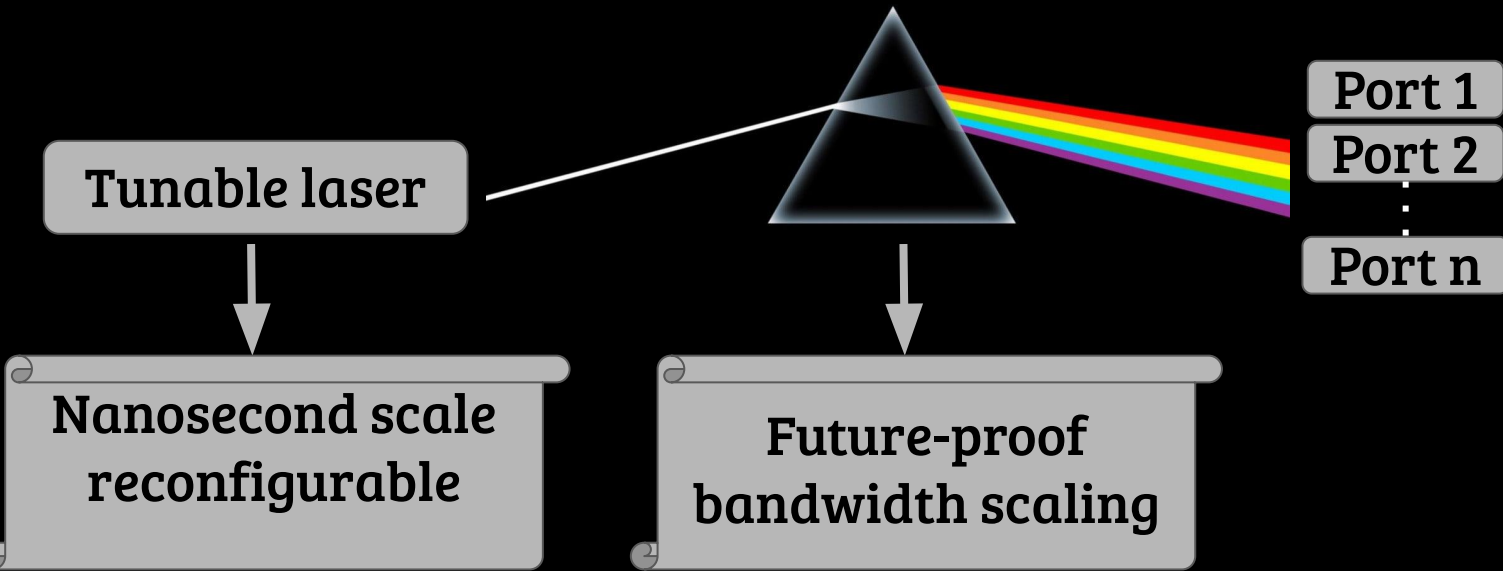 Tunable laser
Port 1
Port 2
Port n
Nanosecond scale
reconfigurable
Future-proof
bandwidth scaling